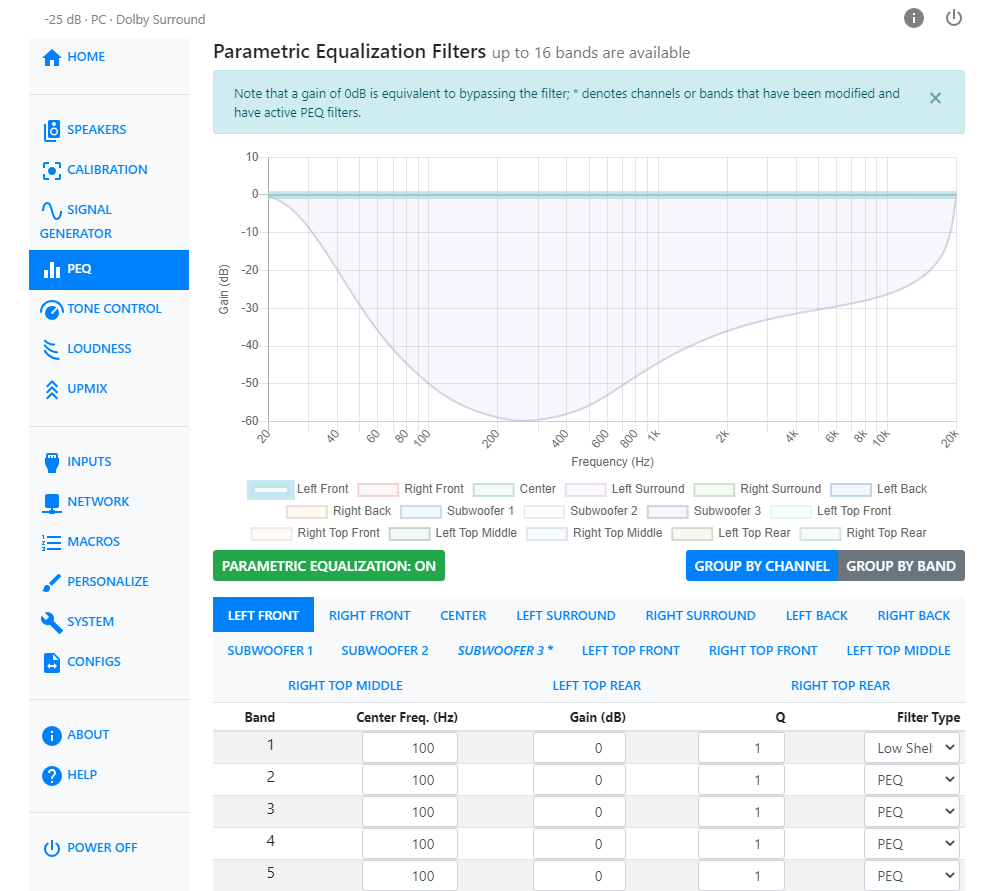 -25 dB · PC · Dolby Surround
HOME
SPEAKERS
CALIBRATION
SIGNAL
GENERATOR
PEQ
TONE CONTROL
LOUDNESS
UPMIX
INPUTS
NETWORK
MACROS
PERSONALIZE
SYSTEM
CONFIGS
ABOUT
HELP
POWER OFF
Parametric Equalization Filters up to 16 bands are available
Note that a gain of 0dB is equivalent to bypassing the filter; * denotes channels or bands that have been modified and
have active PEQ filters.
×
10
0
-10
-20
-30
-40
-50
-60
Gain (dB)
20 40 60 80 100 200 400 600 800 1k 2k 4k 6k 8k 10k 20k
Frequency (Hz)
Left Front Right Front Center Left Surround Right Surround Left Back
Right Back Subwoofer 1 Subwoofer 2 Subwoofer 3 Left Top Front
Right Top Front Left Top Middle Right Top Middle Left Top Rear Right Top Rear
PARAMETRIC EQUALIZATION: ON GROUP BY CHANNEL GROUP BY BAND
LEFT FRONT RIGHT FRONT CENTER LEFT SURROUND RIGHT SURROUND LEFT BACK RIGHT BACK
SUBWOOFER 1 SUBWOOFER 2 SUBWOOFER 3 * LEFT TOP FRONT RIGHT TOP FRONT LEFT TOP MIDDLE
RIGHT TOP MIDDLE LEFT TOP REAR RIGHT TOP REAR
Band Center Freq. (Hz) Gain (dB) Q Filter Type
1 100 0 1 Low Shel
2 100 0 1 PEQ
3 100 0 1 PEQ
4 100 0 1 PEQ
5 100 0 1 PEQ